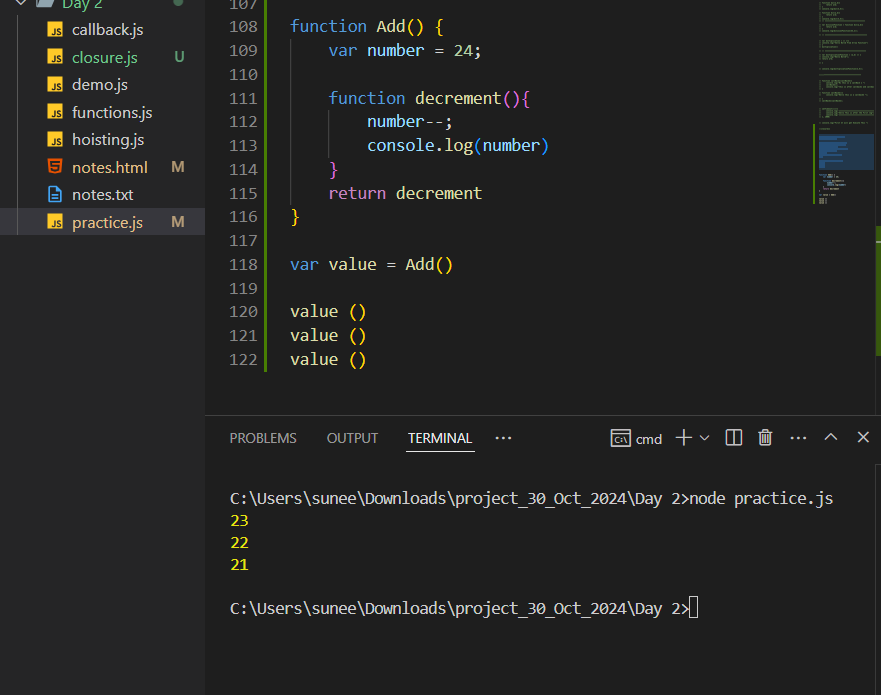 Day 2
JS callback.js
JS closure.js U
JS demo.js
JS functions.js
JS hoisting.js
notes.html M
notes.txt
JS practice.js M
107
108 function Add() {
109 var number = 24;
110
111 function decrement(){
112 number--;
113 console.log(number)
114 }
115 return decrement
116 }
117
118 var value = Add()
119
120 value ()
121 value ()
122 value ()
PROBLEMS OUTPUT TERMINAL ··· cmd ···
C:\Users\sunee\Downloads\project_30_Oct_2024\Day 2>node practice.js
23
22
21
C:\Users\sunee\Downloads\project_30_Oct_2024\Day 2>